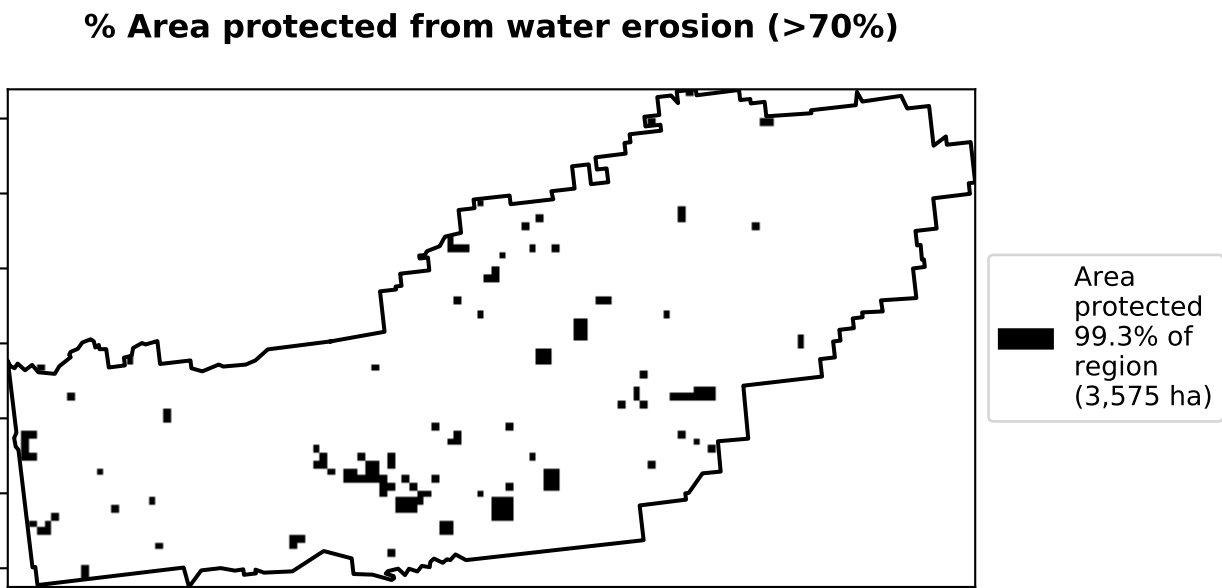 % Area protected from water erosion (>70%)
Area
protected
99.3% of
region
(3,575 ha)